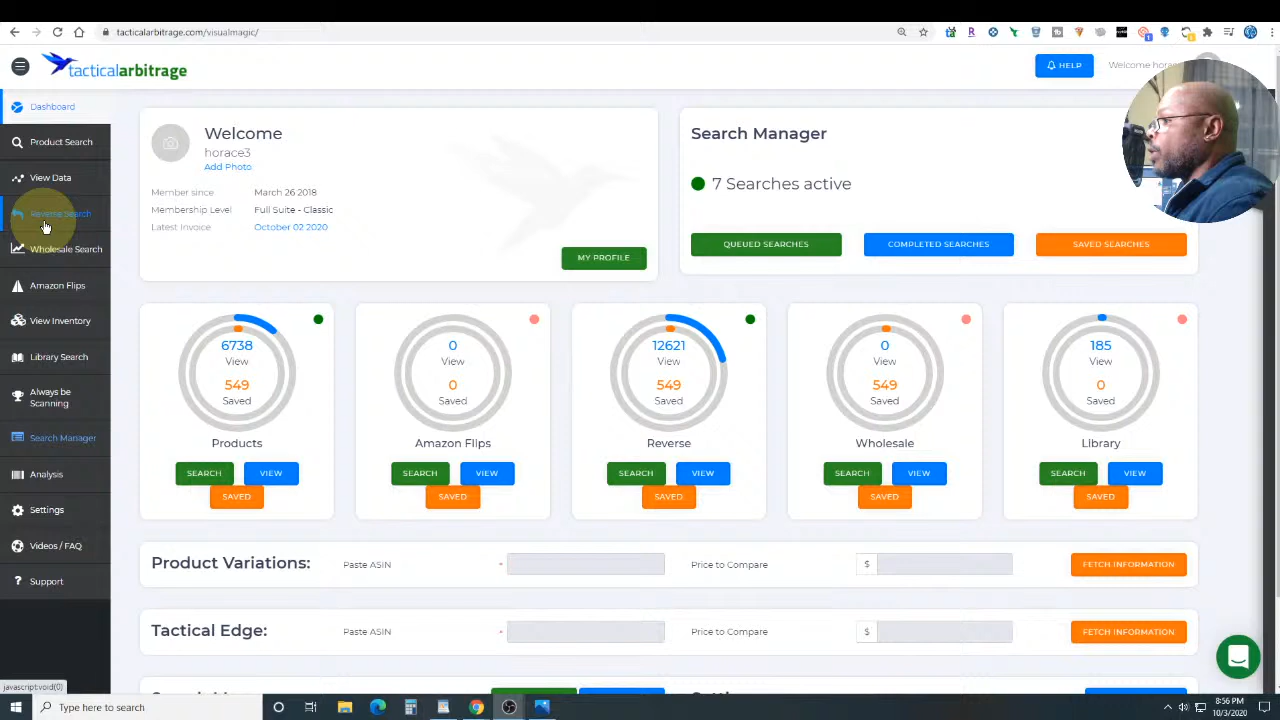 tacticalarbitrage.com/visualmagic/
tacticalarbitrage
HELP
Welcome
Dashboard
Product Search
View Data
Reverse Search
Wholesale Search
Amazon Flips
View Inventory
Library Search
Always be
Scanning
Search Manager
Analysis
Settings
Videos / FAQ
Support
Welcome
horace3
Add Photo
Member since March 26 2018
Membership Level Full Suite - Classic
Latest Invoice October 02 2020
MY PROFILE
Search Manager
7 Searches active
QUEUED SEARCHES COMPLETED SEARCHES SAVED SEARCHES
6738
View
549
Saved
Products
SEARCH VIEW
SAVED
0
View
0
Saved
Amazon Flips
SEARCH VIEW
SAVED
12621
View
549
Saved
Reverse
SEARCH VIEW
SAVED
0
View
549
Saved
Wholesale
SEARCH VIEW
SAVED
185
View
0
Saved
Library
SEARCH VIEW
SAVED
Product Variations: Paste ASIN * Price to Compare $ FETCH INFORMATION
Tactical Edge: Paste ASIN * Price to Compare $ FETCH INFORMATION
javascript:void(0)
Type here to search
8:56 PM
10/3/2020